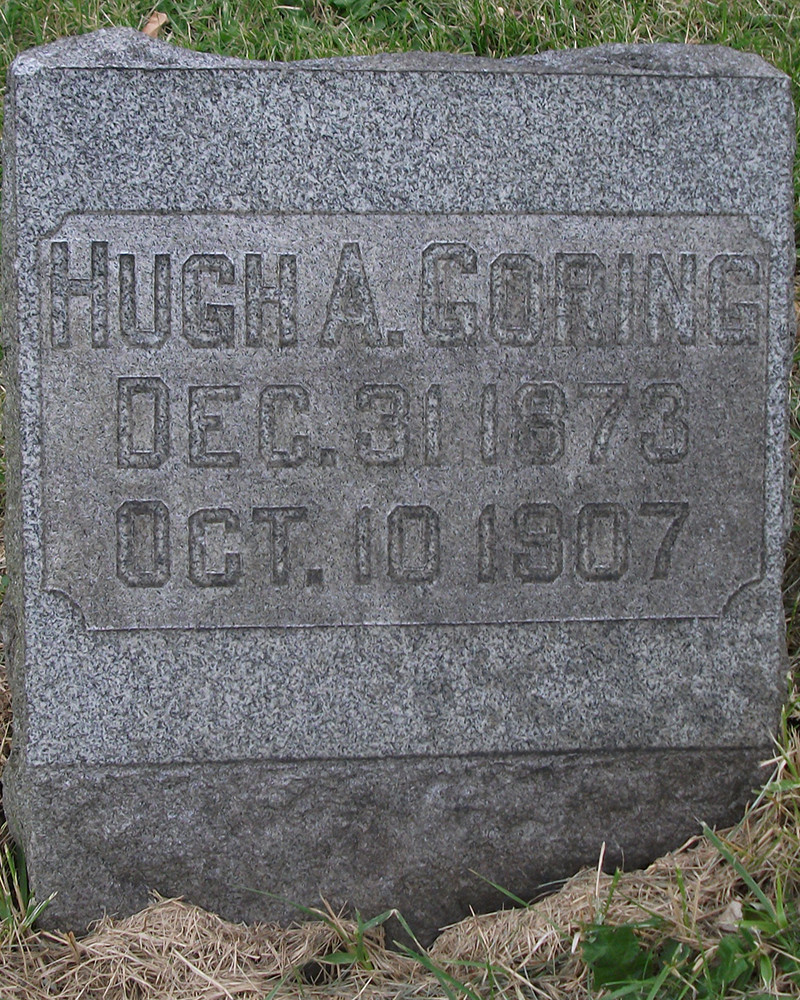 HUGH A. GORING
DEC. 31 1873
OCT. 10 1907